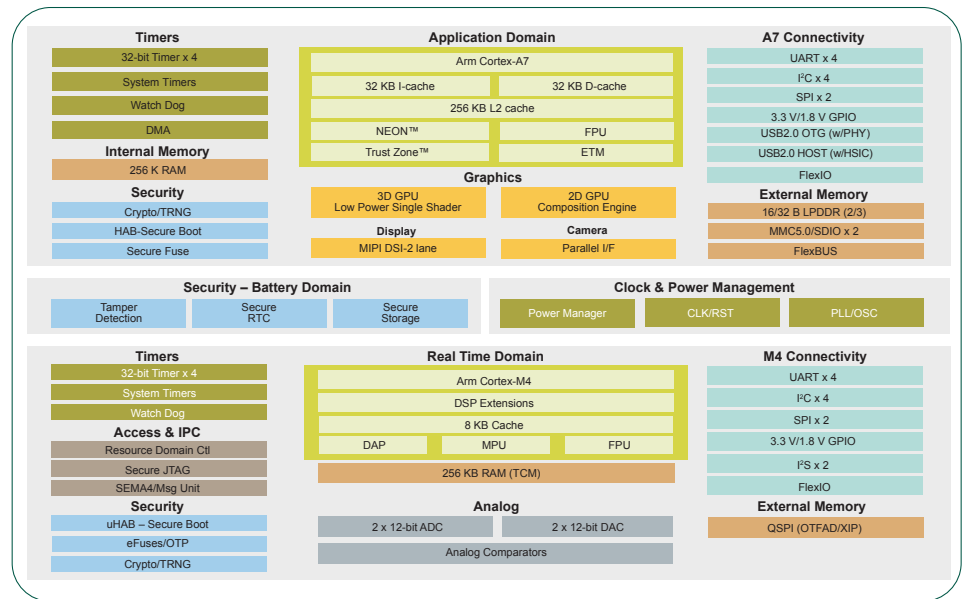 Timers
32-bit Timer x 4
System Timers
Watch Dog
DMA
Internal Memory
256 K RAM
Security
Crypto/TRNG
HAB-Secure Boot
Secure Fuse
Application Domain
Arm Cortex-A7
32 KB I-cache
32 KB D-cache
256 KB L2 cache
NEON™
FPU
Trust Zone™
ETM
Graphics
3D GPU
Low Power Single Shader
2D GPU
Composition Engine
Display
MIPI DSI-2 lane
Camera
Parallel I/F
A7 Connectivity
UART x 4
I²C x 4
SPI x 2
3.3 V/1.8 V GPIO
USB2.0 OTG (w/PHY)
USB2.0 HOST (w/HSIC)
FlexIO
External Memory
16/32 B LPDDR (2/3)
MMC5.0/SDIO x 2
FlexBUS
Security – Battery Domain
Tamper
Detection
Secure
RTC
Secure
Storage
Clock & Power Management
Power Manager
CLK/RST
PLL/OSC
Timers
32-bit Timer x 4
System Timers
Watch Dog
Access & IPC
Resource Domain Ctl
Secure JTAG
SEMA4/Msg Unit
Security
uHAB – Secure Boot
eFuses/OTP
Crypto/TRNG
Real Time Domain
Arm Cortex-M4
DSP Extensions
8 KB Cache
DAP
MPU
FPU
256 KB RAM (TCM)
Analog
2 x 12-bit ADC
2 x 12-bit DAC
Analog Comparators
M4 Connectivity
UART x 4
I²C x 4
SPI x 2
3.3 V/1.8 V GPIO
I²S x 2
FlexIO
External Memory
QSPI (OTFAD/XIP)